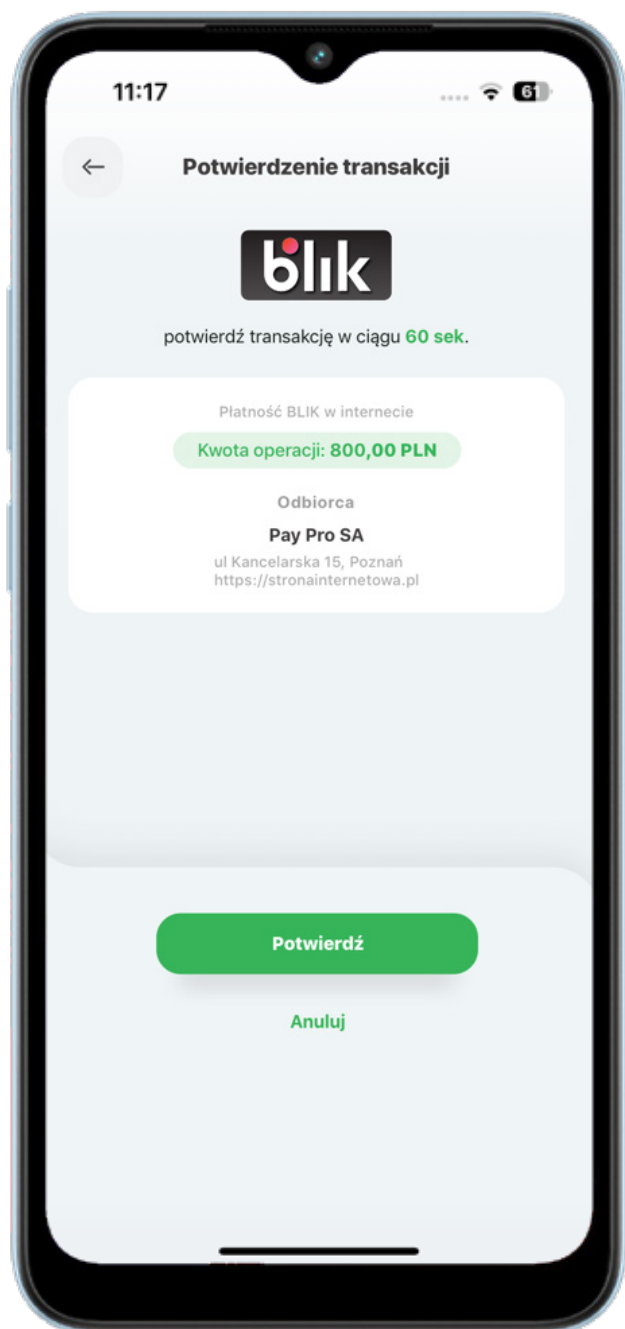 11:17
61
Potwierdzenie transakcji
blik
potwierdź transakcję w ciągu 60 sek.
Płatność BLIK w internecie
Kwota operacji: 800,00 PLN
Odbiorca
Pay Pro SA
ul Kancelarska 15, Poznań
https://stronainternetowa.pl
Potwierdź
Anuluj